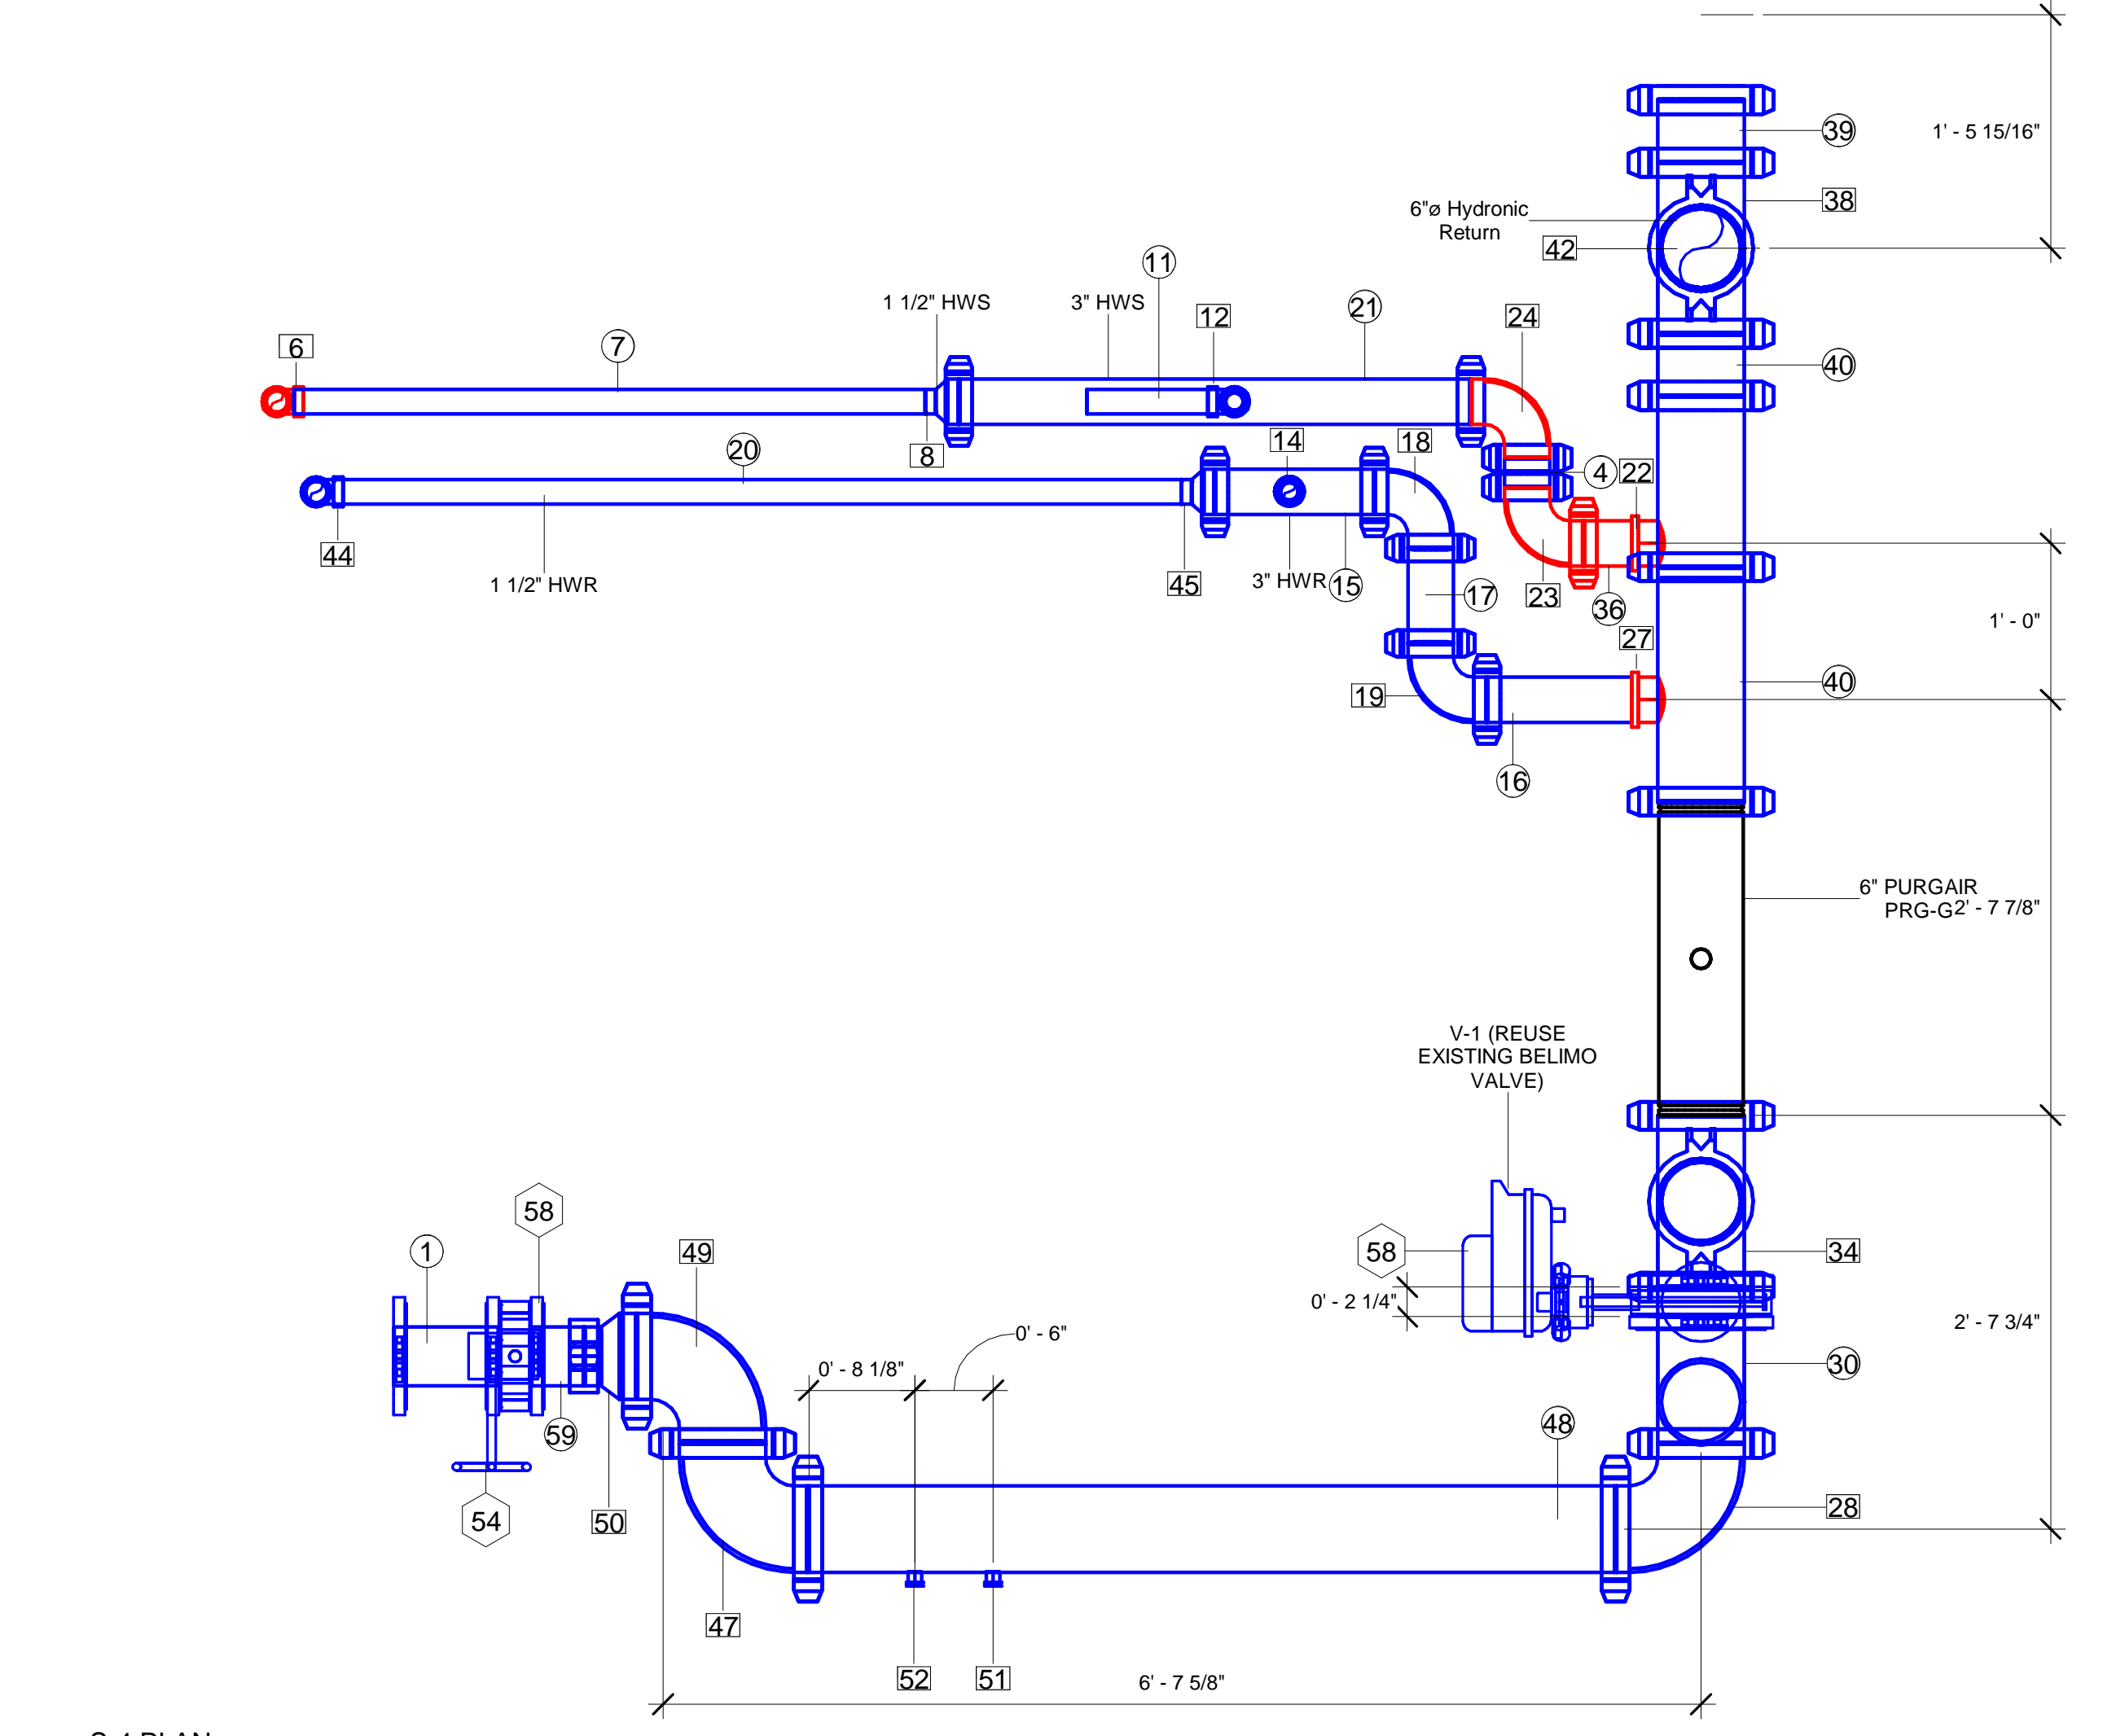 1' - 5 15/16"
39
38
6"ø Hydronic
Return
42
11
1 1/2" HWS
3" HWS
12
21
24
6
7
40
8
20
14
18
4
22
44
1 1/2" HWR
45
3" HWR
15
17
23
36
1' - 0"
27
19
40
16
6" PURGAIR
PRG-G
2' - 7 7/8"
V-1 (REUSE
EXISTING BELIMO
VALVE)
58
1
49
58
34
0' - 2 1/4"
2' - 7 3/4"
0' - 6"
0' - 8 1/8"
30
59
48
54
50
28
47
52
51
6' - 7 5/8"